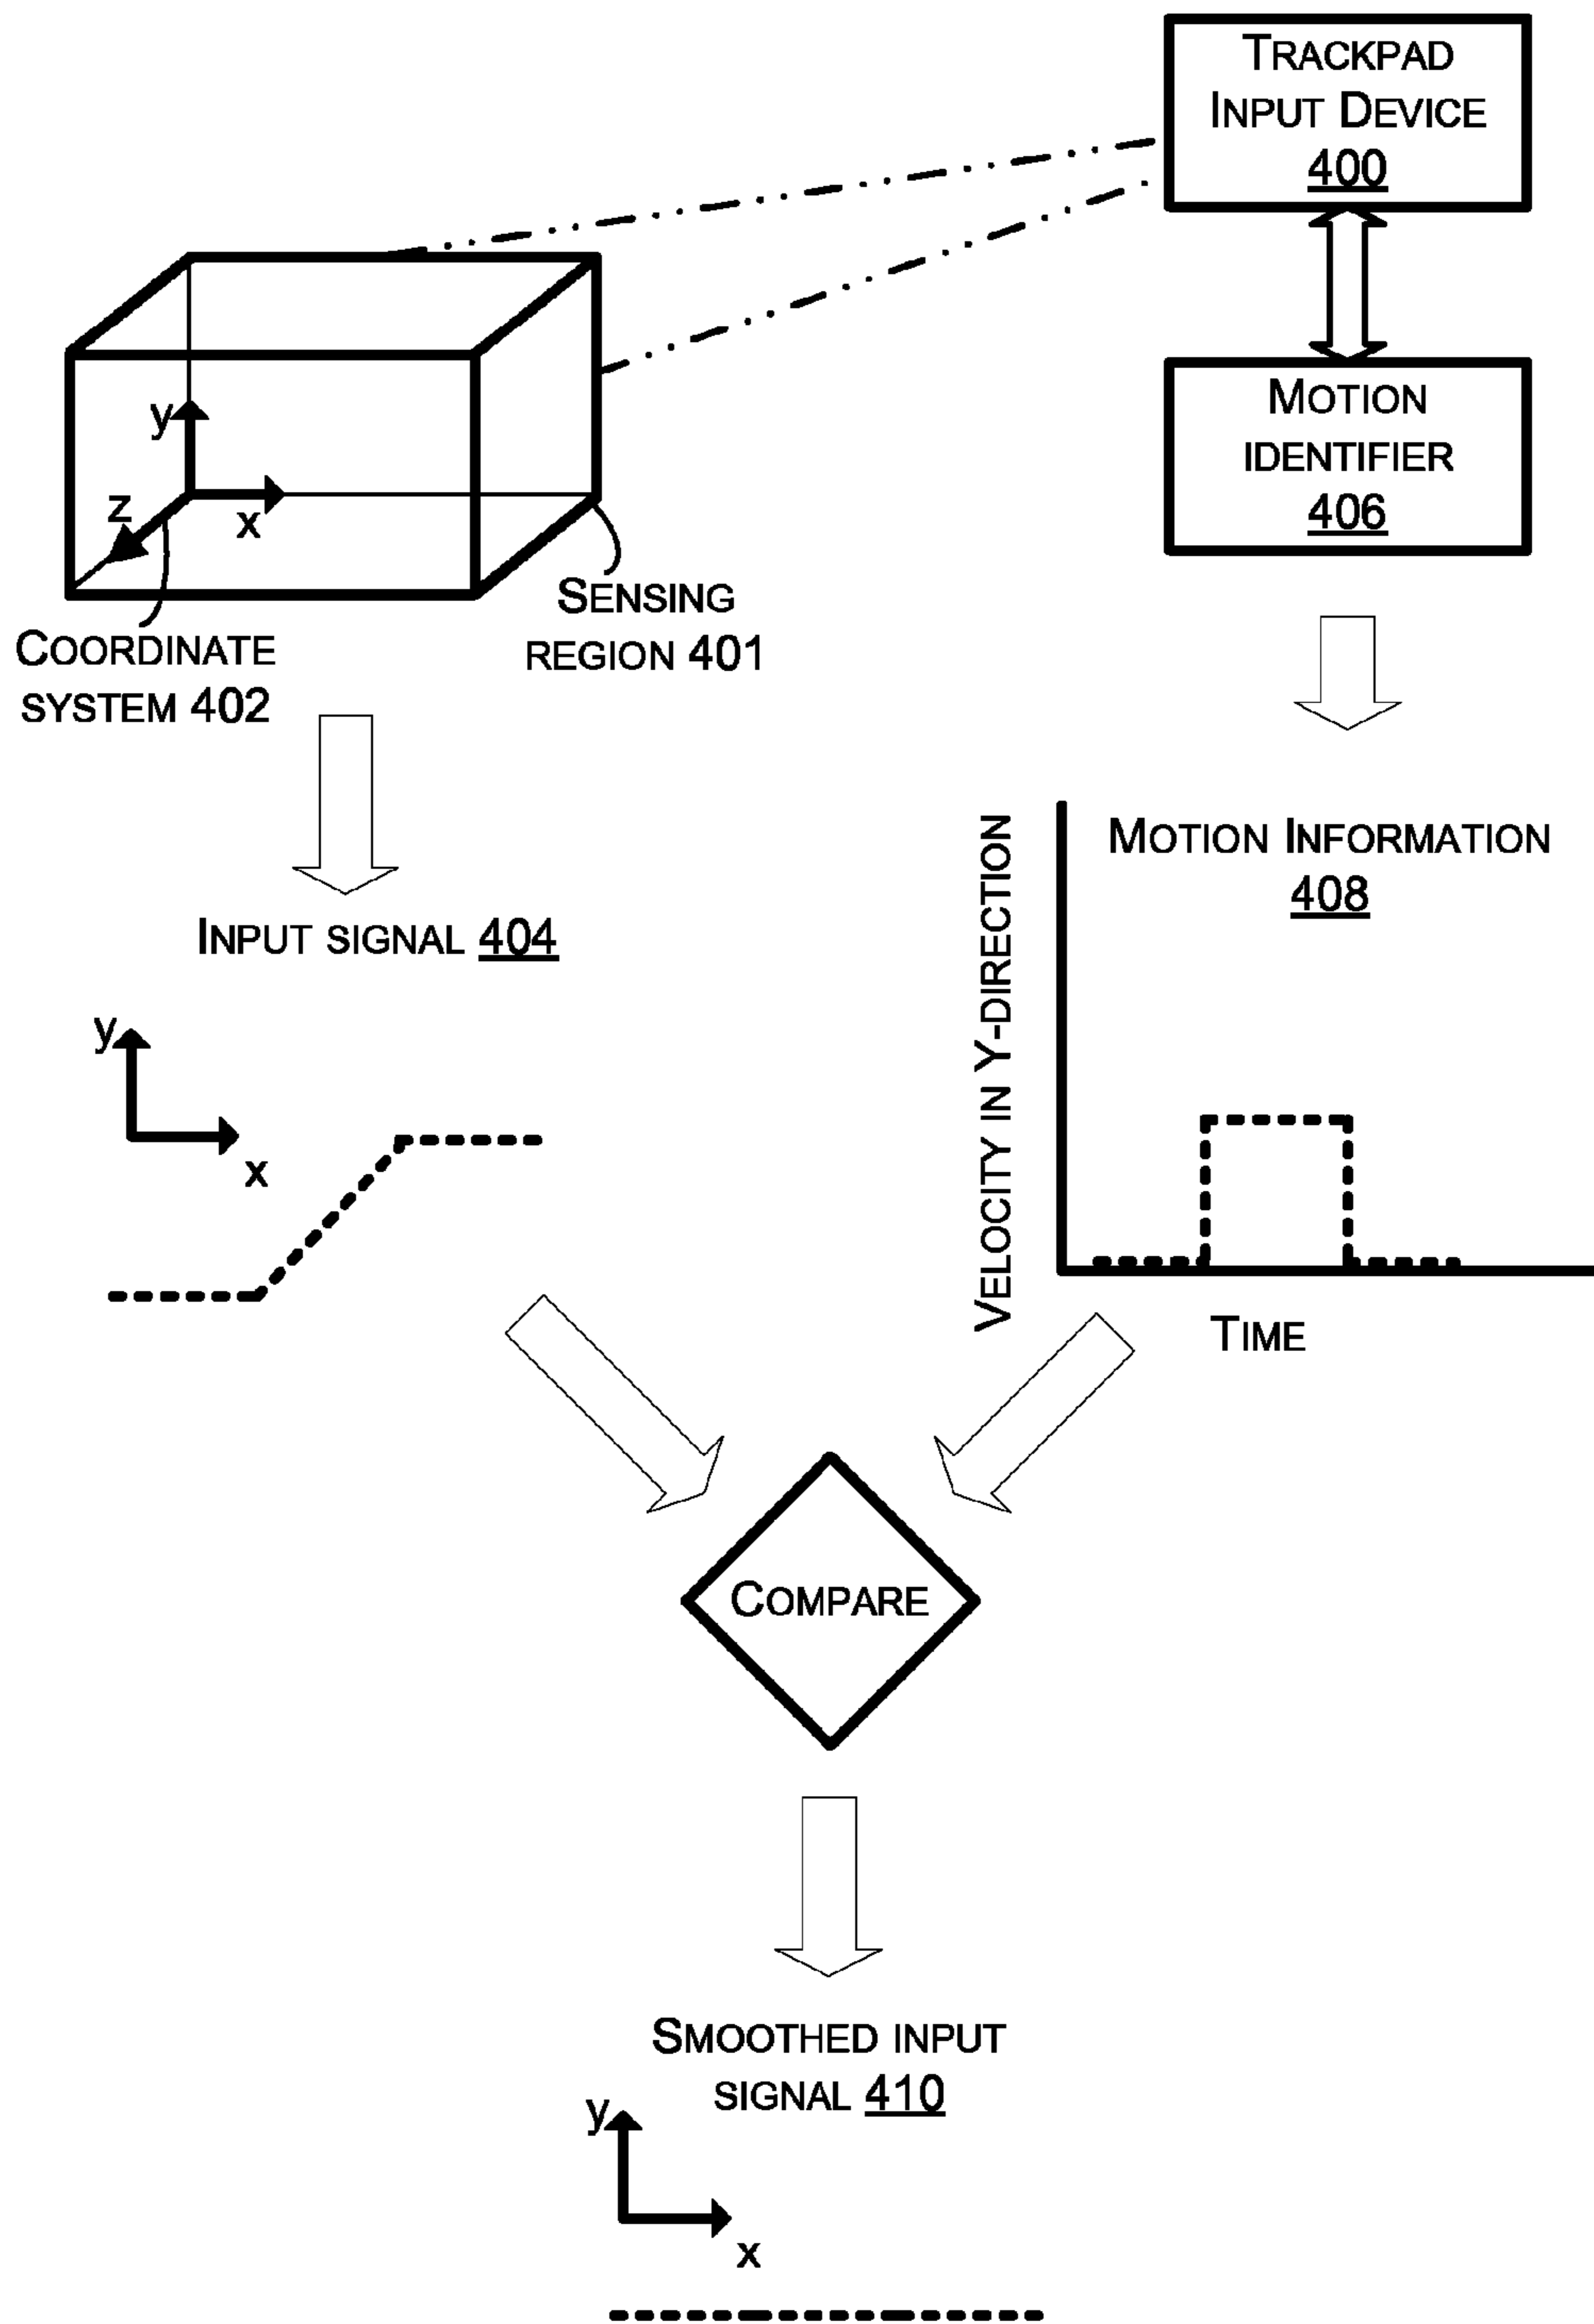 TRACKPAD
INPUT DEVICE
400
MOTION
IDENTIFIER
406
y
z
x
SENSING
REGION 401
COORDINATE
SYSTEM 402
INPUT SIGNAL 404
y
x
MOTION INFORMATION
408
VELOCITY IN Y-DIRECTION
TIME
COMPARE
SMOOTHED INPUT
SIGNAL 410
y
x